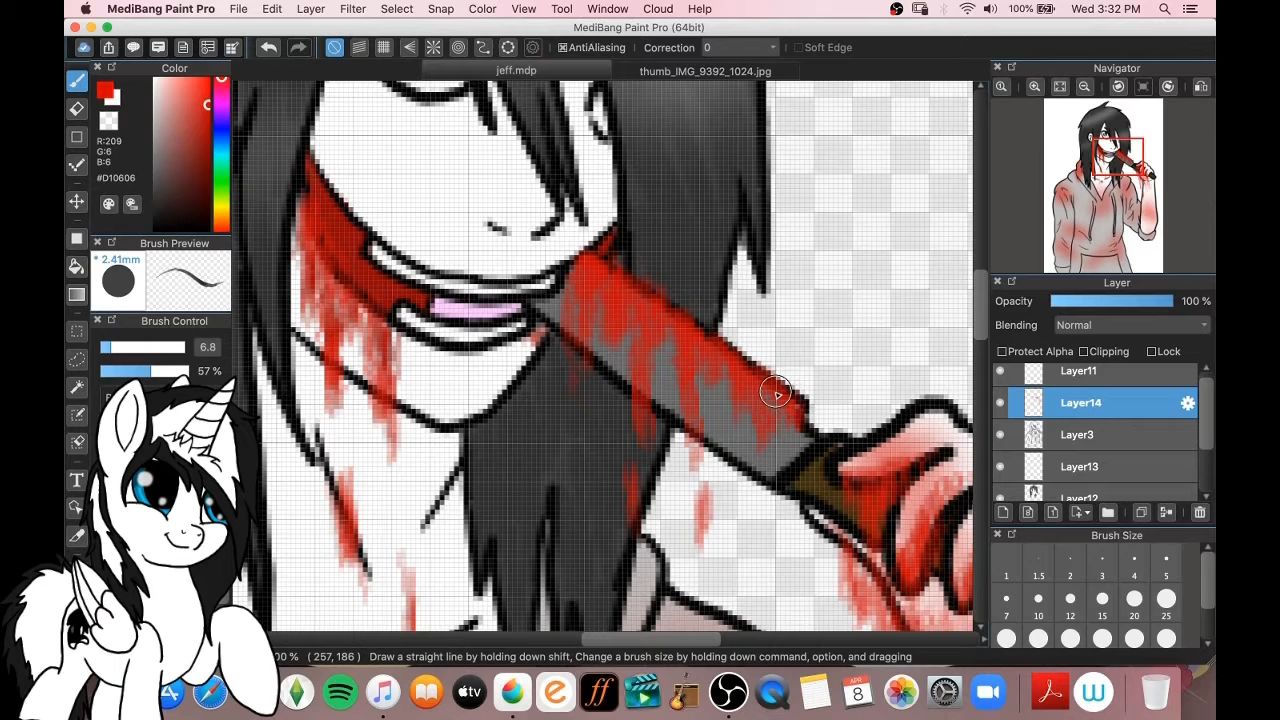 MediBang Paint Pro File Edit Layer Filter Select Snap Color View Tool Window Cloud Help 100% Wed 3:32 PM
MediBang Paint Pro (64bit)
AntiAliasing Correction 0 Soft Edge
Color
jeff.mdp
thumb_IMG_9392_1024.jpg
Navigator
R:209
G:6
B:6
#D10606
Brush Preview
* 2.41mm
Brush Control
6.8
57 %
Layer
Opacity 100 %
Blending Normal
Protect Alpha Clipping Lock
Layer11
Layer14
Layer3
Layer13
Layer12
Brush Size
1 1.5 2 3 4 5
7 10 12 15 20 25
T
( 257, 186 ) Draw a straight line by holding down shift, Change a brush size by holding down command, option, and dragging
tv
e
ff
APR
8
W